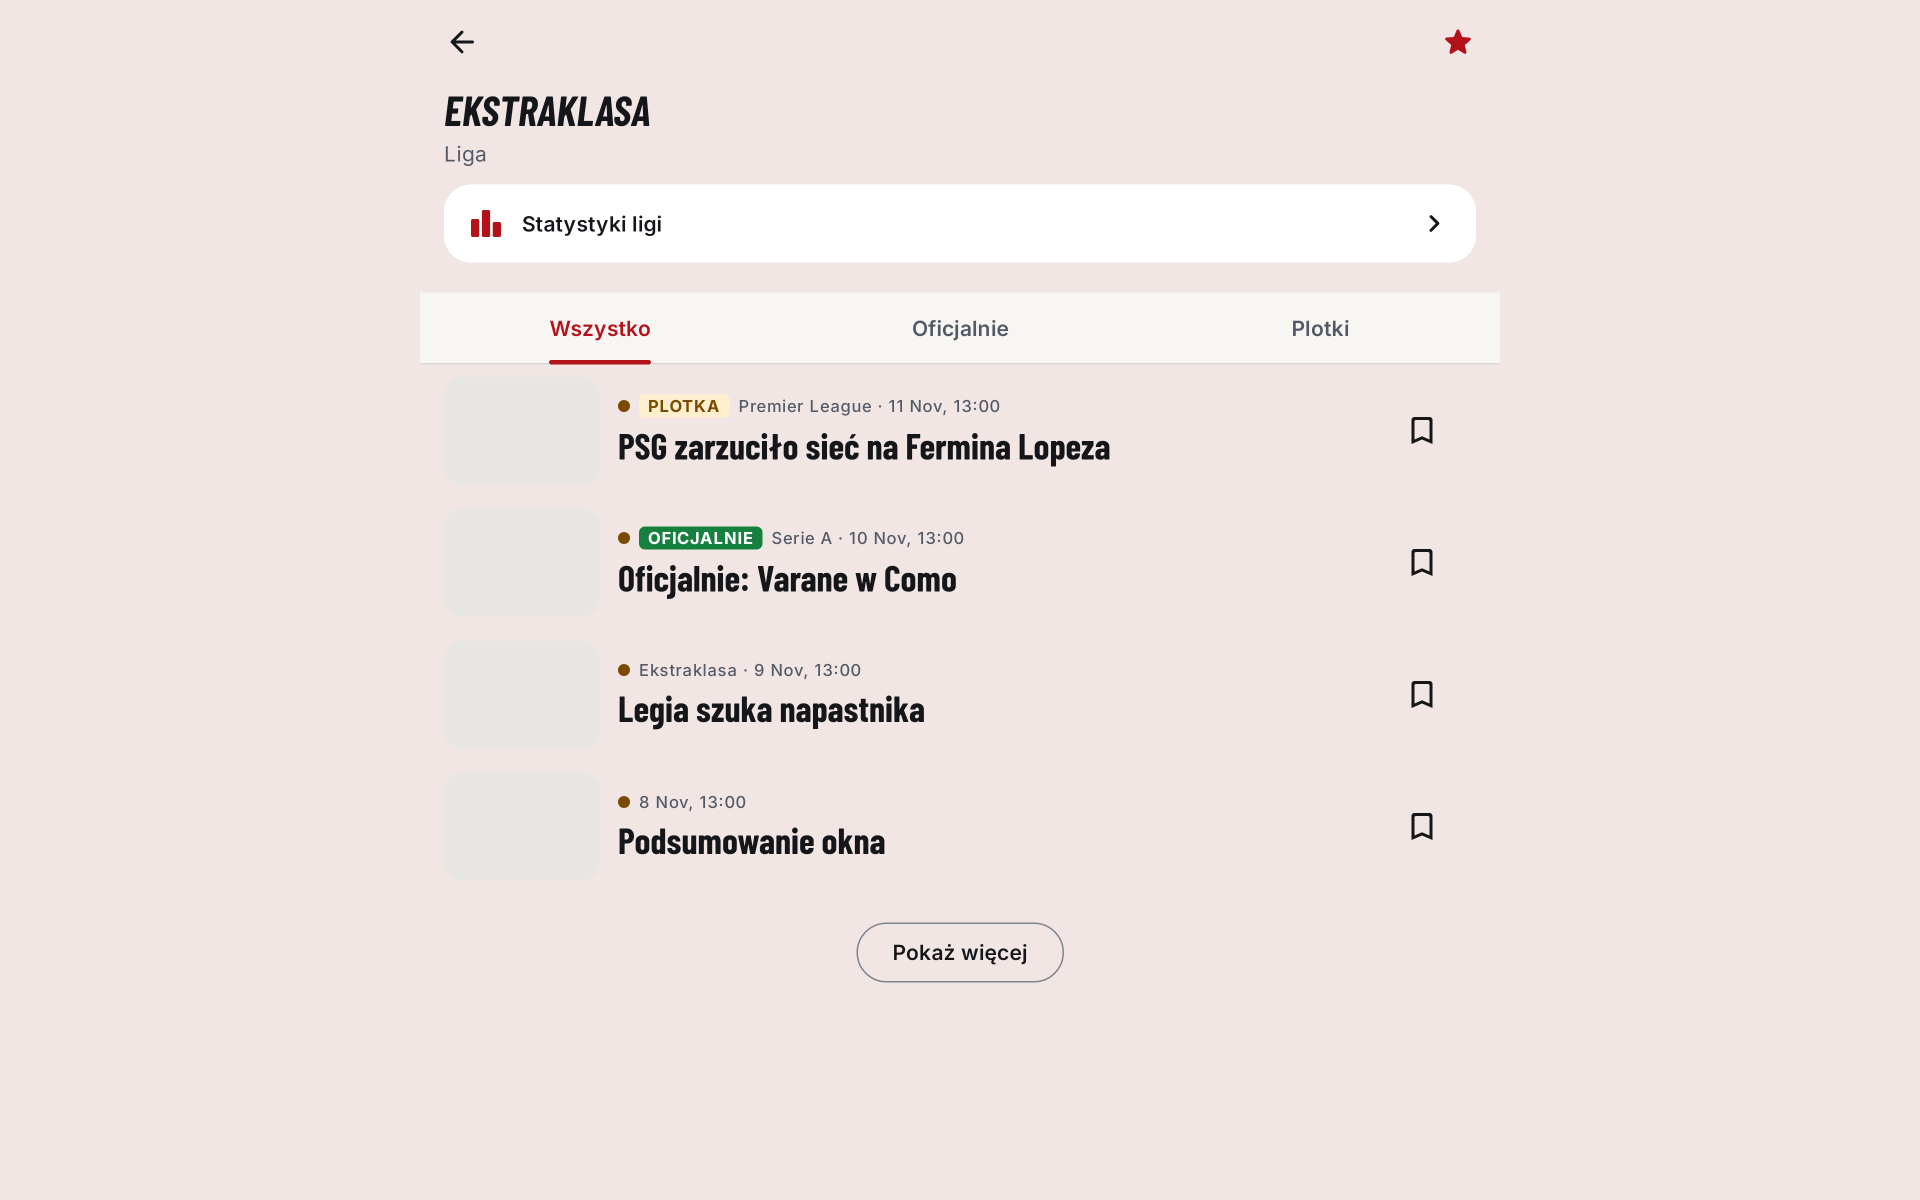 EKSTRAKLASA
Liga
Statystyki ligi
Wszystko
Oficjalnie
Plotki
PLOTKA Premier League · 11 Nov, 13:00
PSG zarzuciło sieć na Fermina Lopeza
OFICJALNIE Serie A · 10 Nov, 13:00
Oficjalnie: Varane w Como
Ekstraklasa · 9 Nov, 13:00
Legia szuka napastnika
8 Nov, 13:00
Podsumowanie okna
Pokaż więcej